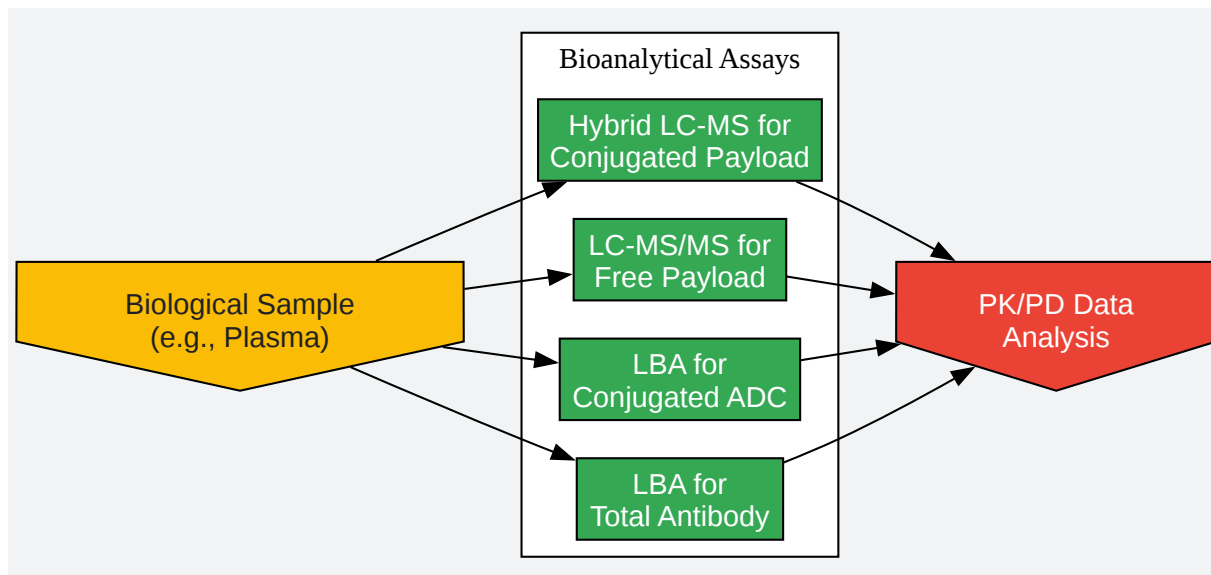 Bioanalytical Assays
Hybrid LC-MS for
Conjugated Payload
LC-MS/MS for
Free Payload
Biological Sample
(e.g., Plasma)
PK/PD Data
Analysis
LBA for
Conjugated ADC
LBA for
Total Antibody